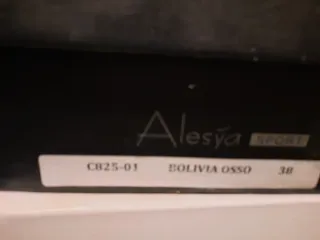 Alesya SPORT
CB25-01 BOLIVIA OSSO 38